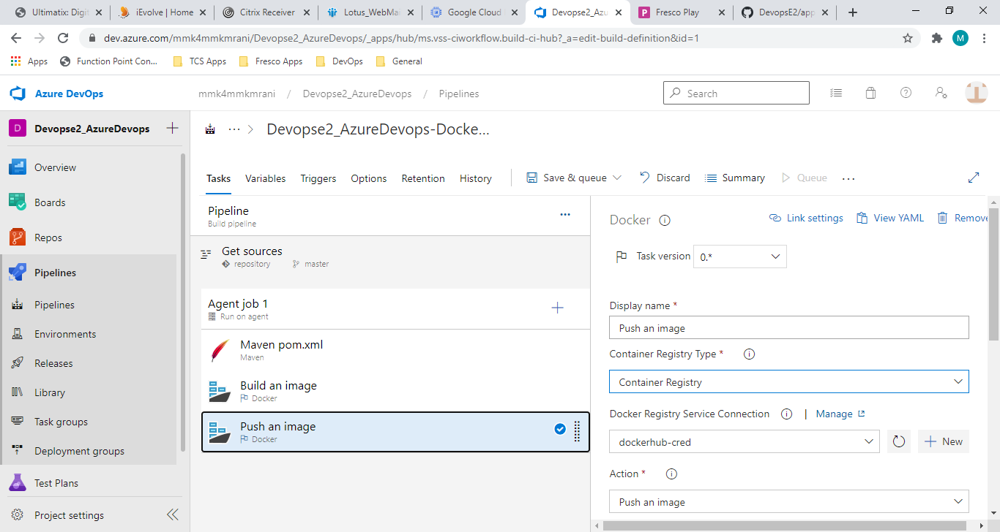 Ultimatix: Digit
iEvolve | Home
Citrix Receiver
Lotus_WebMai
Google Cloud
Devopse2_Azu
Fresco Play
DevopsE2/app
dev.azure.com/mmk4mmkmrani/Devopse2_AzureDevops/_apps/hub/ms.vss-ciworkflow.build-ci-hub?_a=edit-build-definition&id=1
M
Apps
Function Point Con...
TCS Apps
Fresco Apps
DevOps
General
Azure DevOps
mmk4mmkmrani / Devopse2_AzureDevops / Pipelines
Search
D
Devopse2_AzureDevops
Overview
Boards
Repos
Pipelines
Pipelines
Environments
Releases
Library
Task groups
Deployment groups
Test Plans
Project settings
Devopse2_AzureDevops-Docke...
Tasks
Variables
Triggers
Options
Retention
History
Save & queue
Discard
Summary
Queue
Pipeline
Build pipeline
Get sources
repository
master
Agent job 1
Run on agent
Maven pom.xml
Maven
Build an image
Docker
Push an image
Docker
Docker
Link settings
View YAML
Remove
Task version
0.*
Display name *
Push an image
Container Registry Type *
Container Registry
Docker Registry Service Connection
|
Manage
dockerhub-cred
New
Action *
Push an image